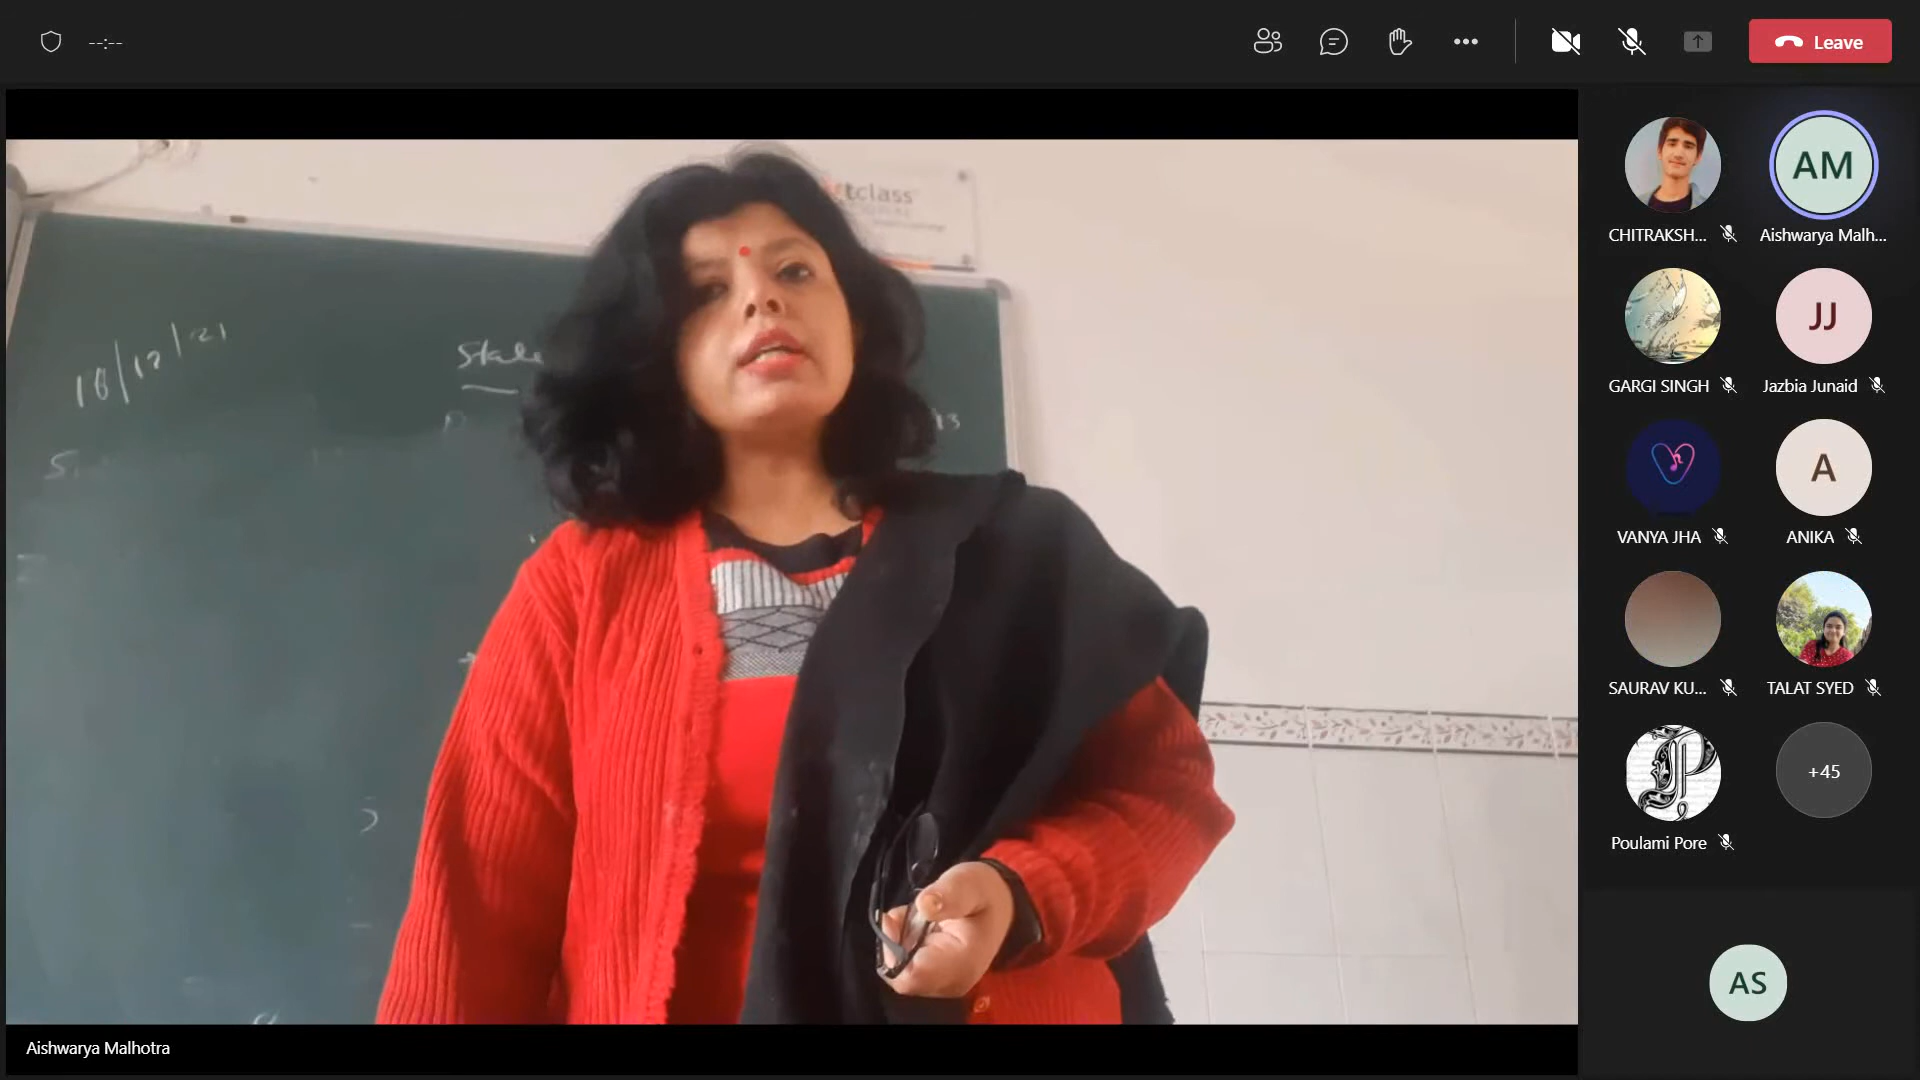 --:--
Leave
tclass
18/12/21
AM
CHITRAKSH...
Aishwarya Malh...
JJ
GARGI SINGH
Jazbia Junaid
A
VANYA JHA
ANIKA
SAURAV KU...
TALAT SYED
P
+45
Poulami Pore
AS
Aishwarya Malhotra